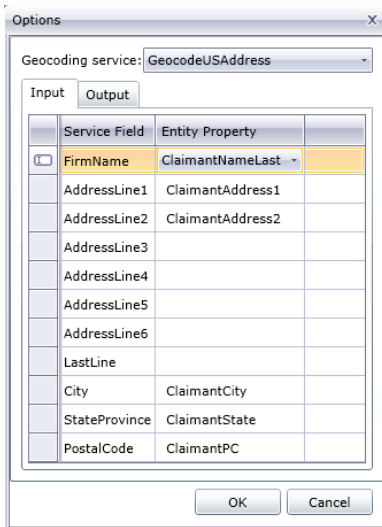 Options x
Geocoding service: GeocodeUSAddress
Input Output
Service Field Entity Property
FirmName ClaimantNameLast
AddressLine1 ClaimantAddress1
AddressLine2 ClaimantAddress2
AddressLine3
AddressLine4
AddressLine5
AddressLine6
LastLine
City ClaimantCity
StateProvince ClaimantState
PostalCode ClaimantPC
OK Cancel